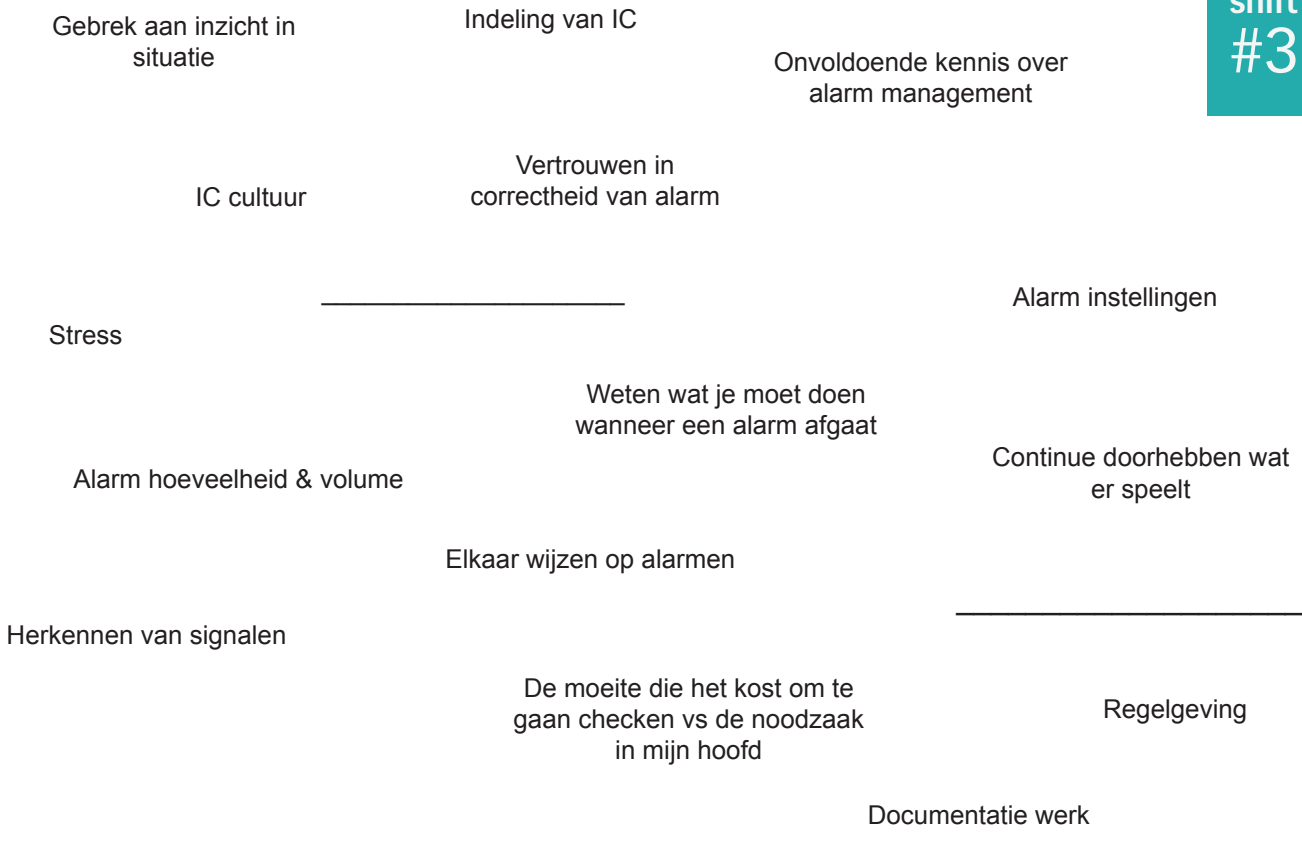 Gebrek aan inzicht in
situatie
Indeling van IC
Onvoldoende kennis over
alarm management
shift
#3
IC cultuur
Vertrouwen in
correctheid van alarm
Alarm instellingen
Stress
Weten wat je moet doen
wanneer een alarm afgaat
Continue doorhebben wat
er speelt
Alarm hoeveelheid & volume
Elkaar wijzen op alarmen
Herkennen van signalen
De moeite die het kost om te
gaan checken vs de noodzaak
in mijn hoofd
Regelgeving
Documentatie werk